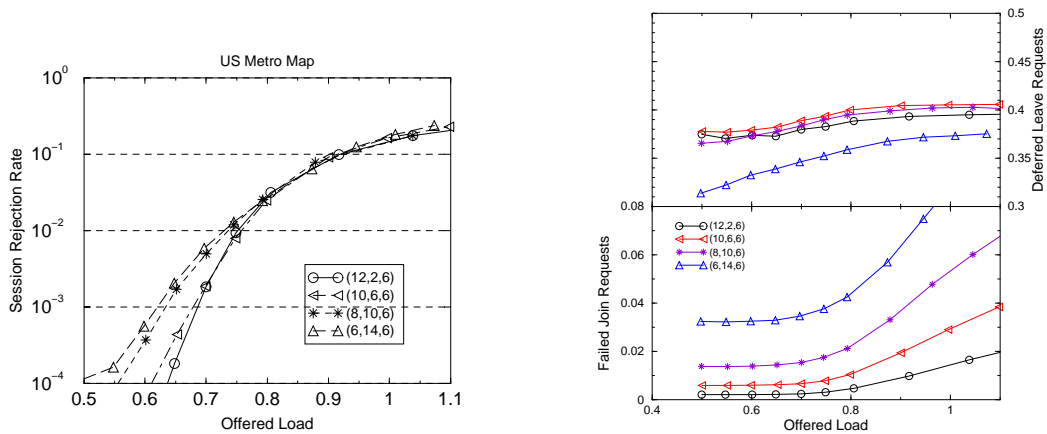 US Metro Map
Session Rejection Rate
10^0
10^-1
10^-2
10^-3
10^-4
(12,2,6)
(10,6,6)
(8,10,6)
(6,14,6)
0.5 0.6 0.7 0.8 0.9 1.0 1.1
Offered Load
0.5
0.45
0.4
0.35
0.3
Deferred Leave Requests
0.08
0.06
0.04
0.02
0
Failed Join Requests
(12,2,6)
(10,6,6)
(8,10,6)
(6,14,6)
0.4 0.6 0.8 1
Offered Load